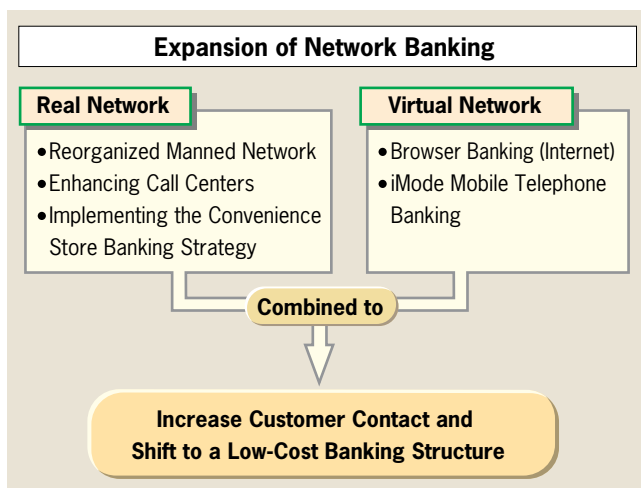 Expansion of Network Banking
Real Network
•Reorganized Manned Network
•Enhancing Call Centers
•Implementing the Convenience
Store Banking Strategy
Virtual Network
•Browser Banking (Internet)
•iMode Mobile Telephone
Banking
Combined to
Increase Customer Contact and
Shift to a Low-Cost Banking Structure